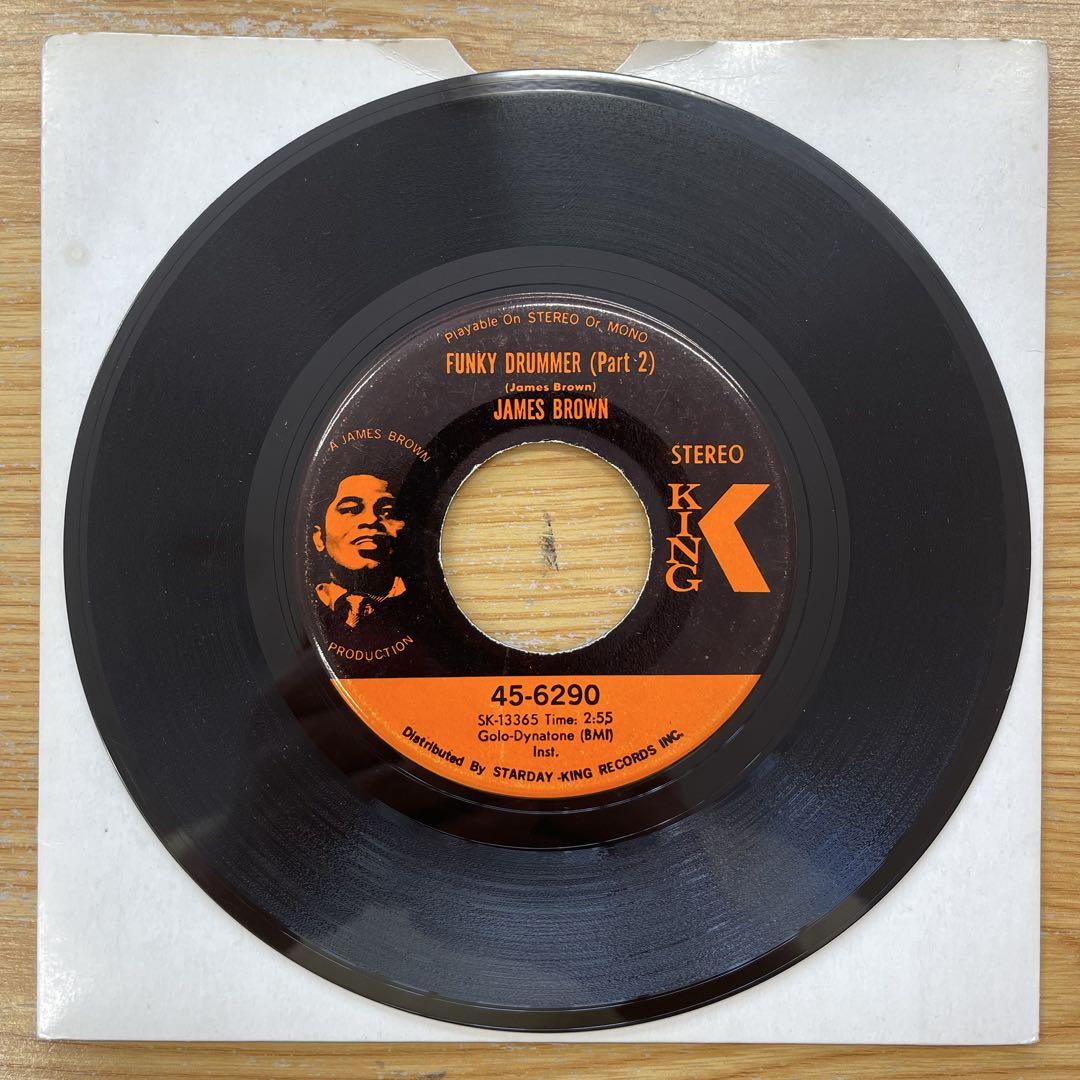 Playable On STEREO Or MONO
FUNKY DRUMMER (Part 2)
(James Brown)
JAMES BROWN
A JAMES BROWN
PRODUCTION
STEREO
KING
K
45-6290
SK-13365 Time: 2:55
Golo-Dynatone (BMI)
Inst.
Distributed By STARDAY-KING RECORDS INC.